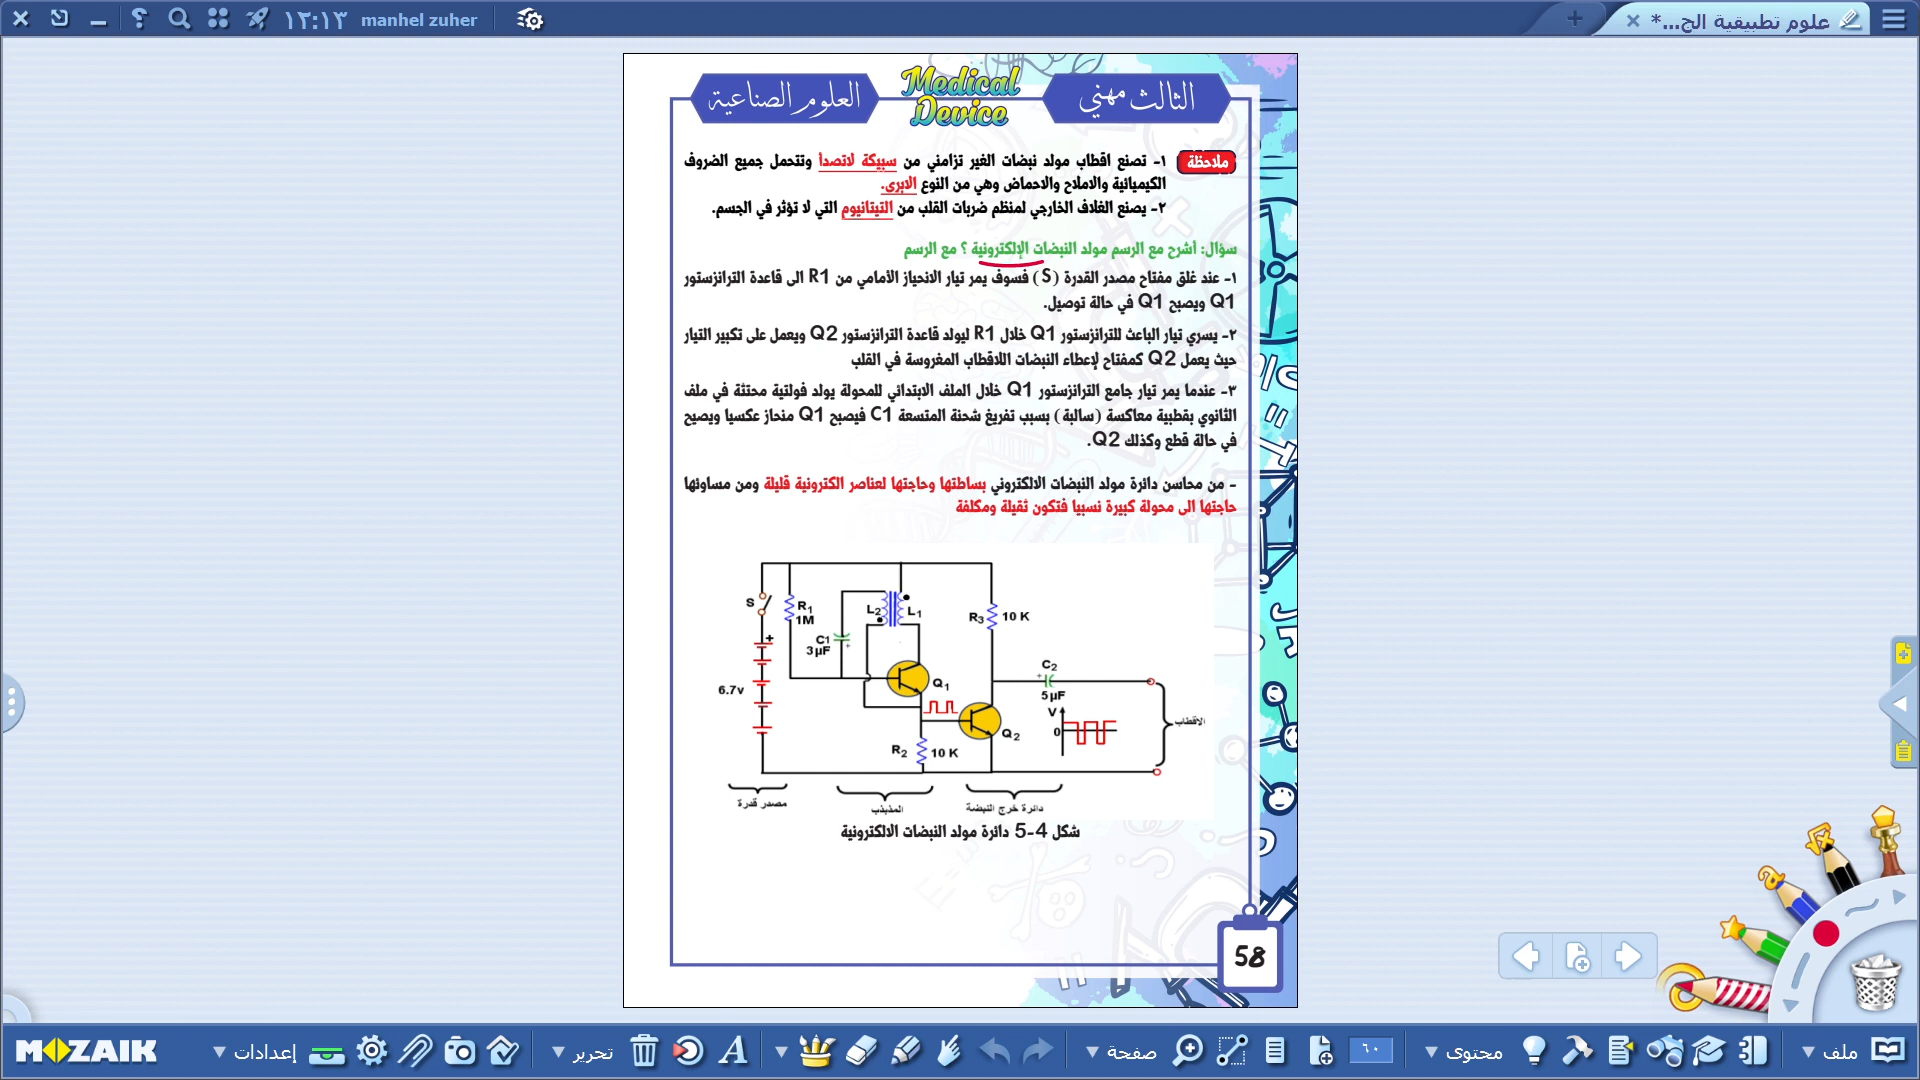 ١٢:١٣ manhel zuher
علوم تطبيقية الج...*
العلوم الصناعية
Medical Device
الثالث مهني
ملاحظة
١- تصنع اقطاب مولد نبضات الغير تزامني من سبيكة لاتصدأ وتتحمل جميع الضروف
الكيميائية والاملاح والاحماض وهي من النوع الابرى.
٢- يصنع الغلاف الخارجي لمنظم ضربات القلب من التيتانيوم التي لا تؤثر في الجسم.
سؤال: أشرح مع الرسم مولد النبضات الإلكترونية ؟ مع الرسم
١- عند غلق مفتاح مصدر القدرة (S) فسوف يمر تيار الانحياز الأمامي من R1 الى قاعدة الترانزستور
Q1 ويصبح Q1 في حالة توصيل.
٢- يسري تيار الباعث للترانزستور Q1 خلال R1 ليولد قاعدة الترانزستور Q2 ويعمل على تكبير التيار
حيث يعمل Q2 كمفتاح لإعطاء النبضات اللاقطاب المغروسة في القلب
٣- عندما يمر تيار جامع الترانزستور Q1 خلال الملف الابتدائي للمحولة يولد فولتية محتثة في ملف
الثانوي بقطبية معاكسة (سالبة) بسبب تفريغ شحنة المتسعة C1 فيصبح Q1 منحاز عكسيا ويصبح
في حالة قطع وكذلك Q2.
- من محاسن دائرة مولد النبضات الالكتروني بساطتها وحاجتها لعناصر الكترونية قليلة ومن مساوئها
حاجتها الى محولة كبيرة نسبيا فتكون ثقيلة ومكلفة
S
R1
1M
C1
3µF
L2
L1
R3 10 K
Q1
C2
5µF
6.7v
V
0
Q2
R2 10 K
الاقطاب
مصدر قدرة
المذبذب
دائرة خرج النبضة
شكل 4-5 دائرة مولد النبضات الالكترونية
58
MOZAIK
إعدادات
تحرير
صفحة
٦٠
محتوى
ملف